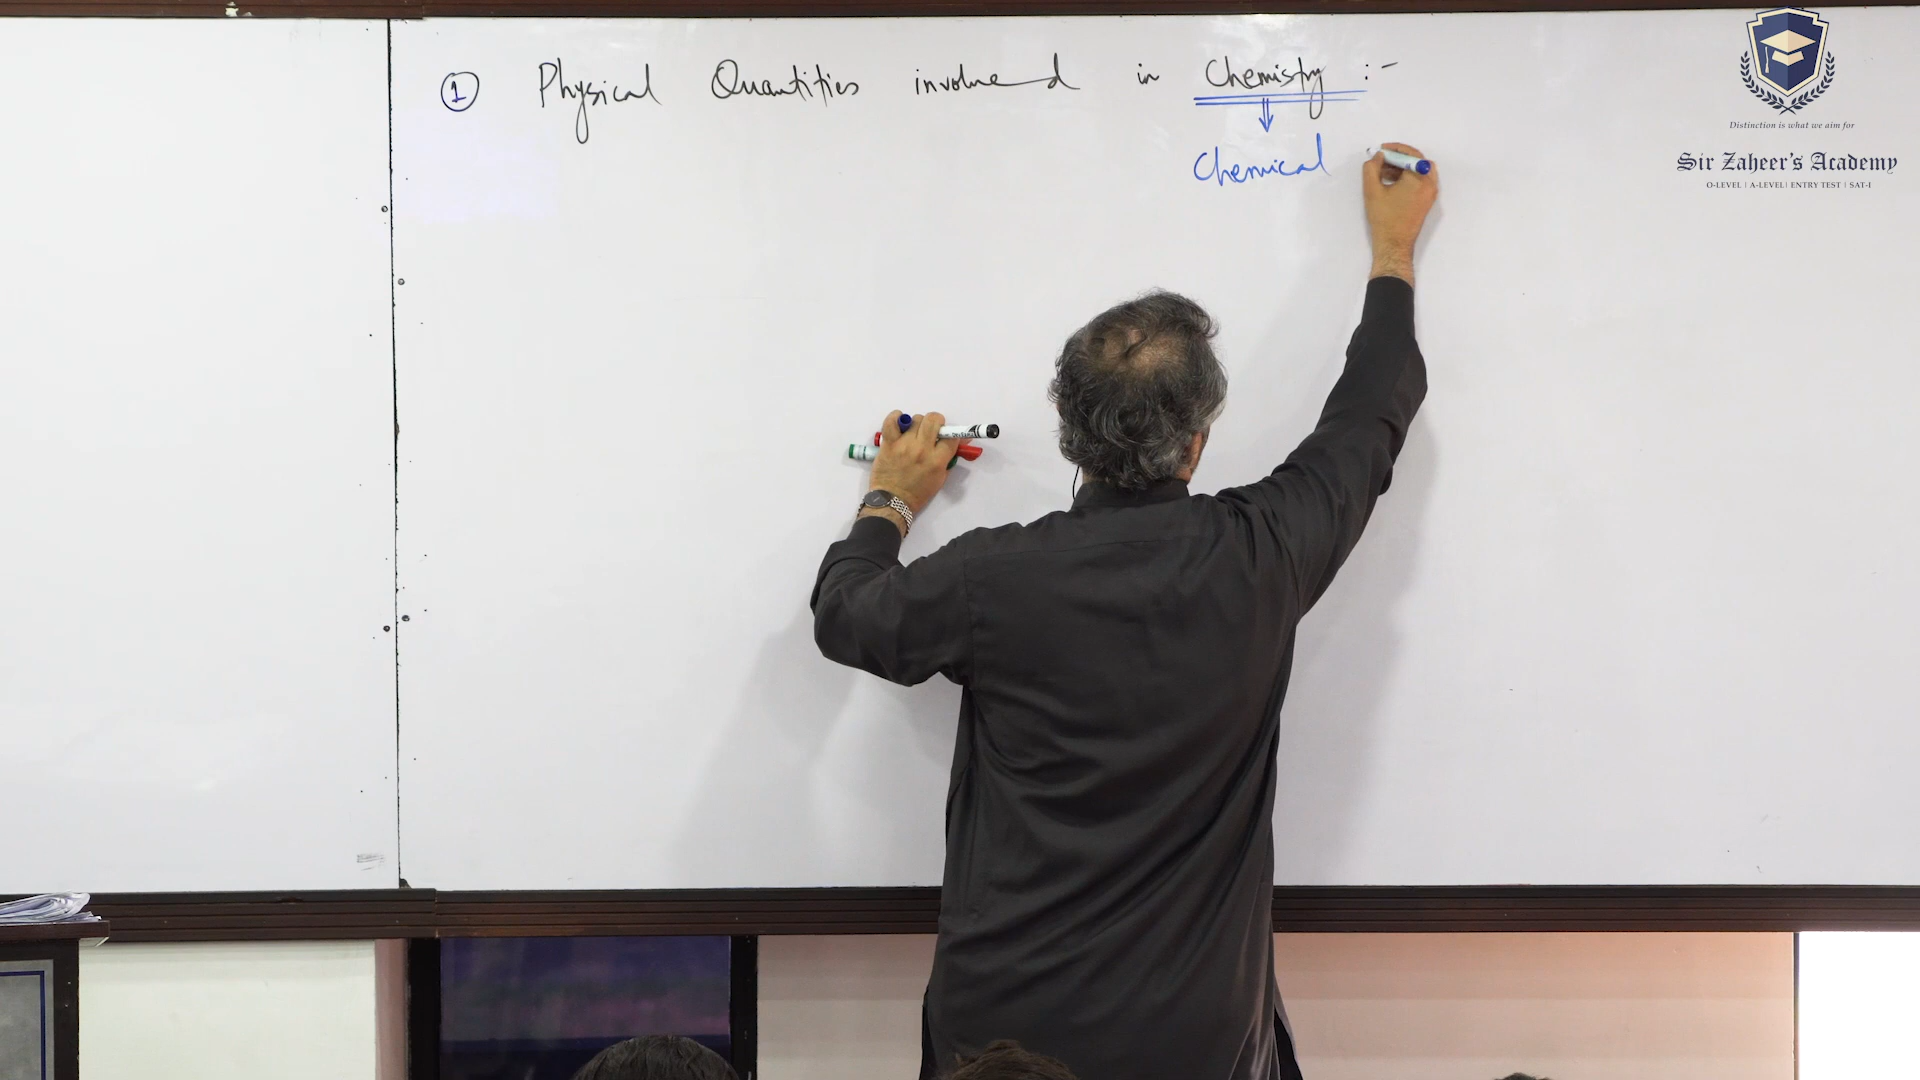 1 Physical Quantities involved in Chemistry :-
Chemical
Distinction is what we aim for
Sir Zaheer's Academy
O-LEVEL | A-LEVEL | ENTRY TEST | SAT-I